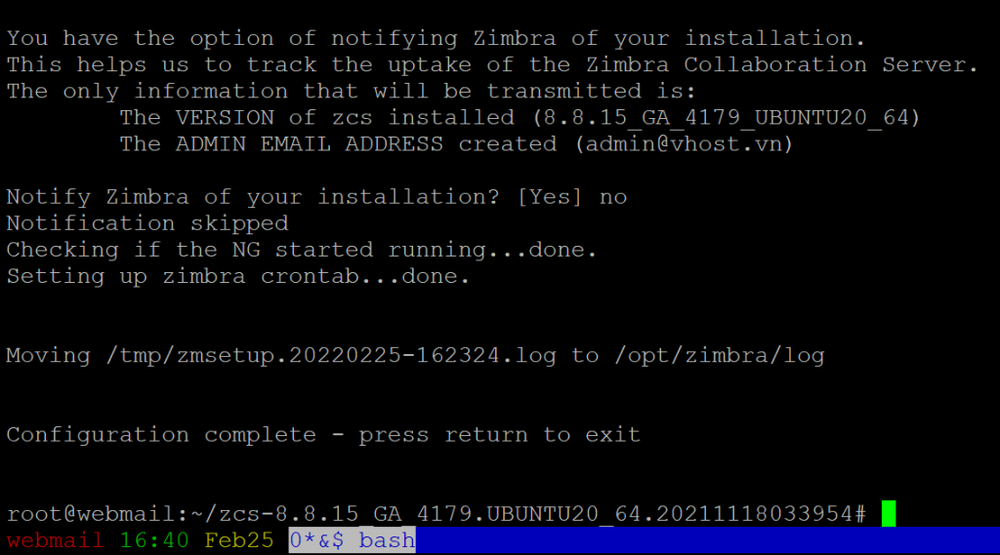 You have the option of notifying Zimbra of your installation.
This helps us to track the uptake of the Zimbra Collaboration Server.
The only information that will be transmitted is:
The VERSION of zcs installed (8.8.15_GA_4179_UBUNTU20_64)
The ADMIN EMAIL ADDRESS created (admin@vhost.vn)
Notify Zimbra of your installation? [Yes] no
Notification skipped
Checking if the NG started running...done.
Setting up zimbra crontab...done.
Moving /tmp/zmsetup.20220225-162324.log to /opt/zimbra/log
Configuration complete - press return to exit
root@webmail:~/zcs-8.8.15_GA_4179.UBUNTU20_64.20211118033954#
webmail 16:40 Feb25 0*&$ bash